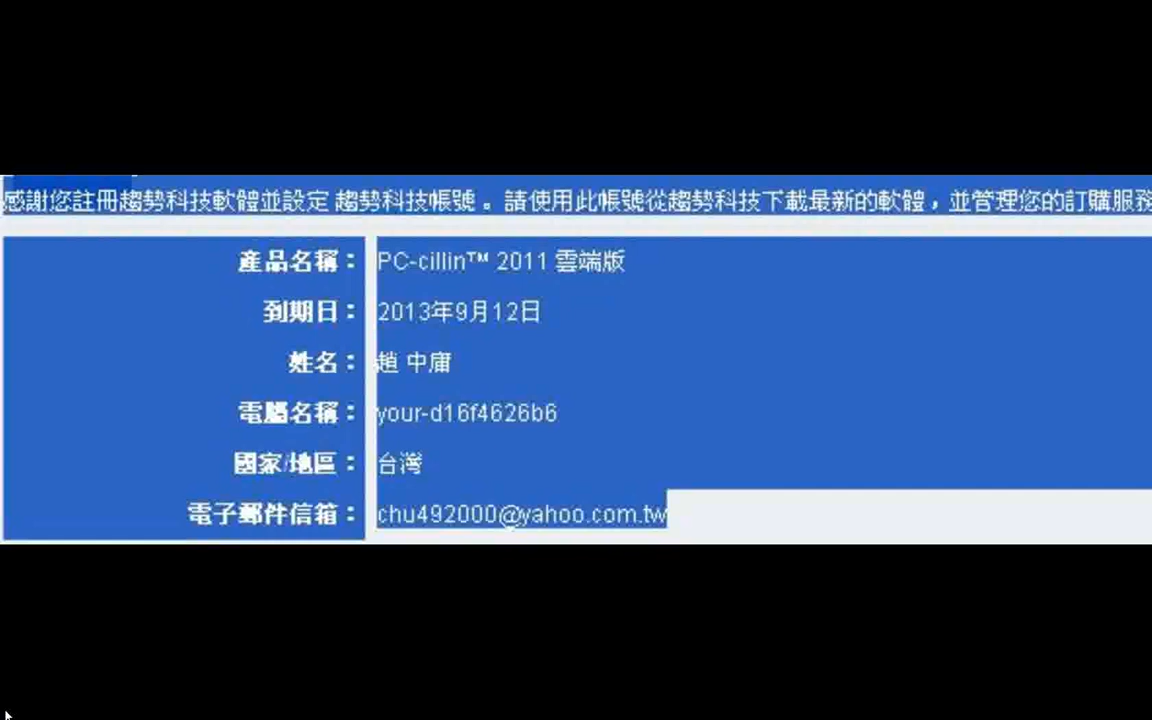 感謝您註冊趨勢科技軟體並設定 趨勢科技帳號 。 請使用此帳號從趨勢科技下載最新的軟體，並管理您的訂購服務
產品名稱： PC-cillin™ 2011 雲端版
到期日： 2013年9月12日
姓名： 趙 中庸
電腦名稱： your-d16f4626b6
國家/地區： 台灣
電子郵件信箱： chu492000@yahoo.com.tw